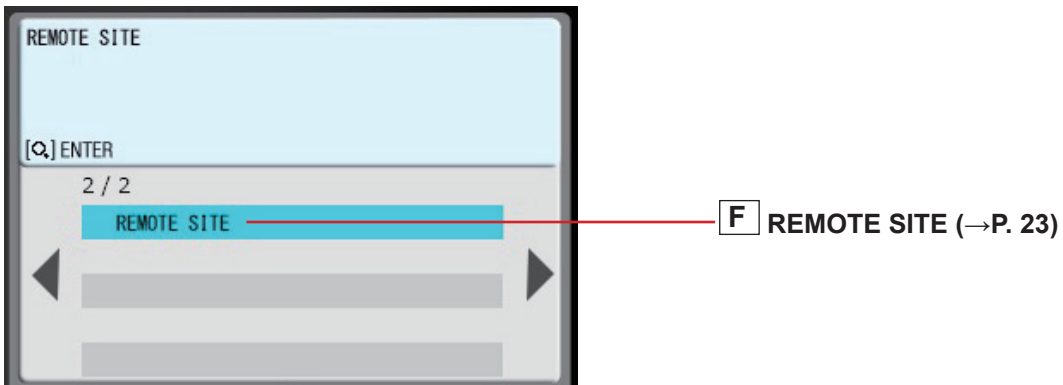 REMOTE SITE
[🔍] ENTER
2 / 2
REMOTE SITE
F REMOTE SITE (→P. 23)